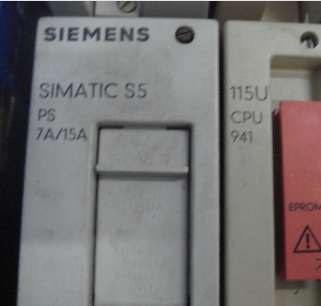 SIEMENS
SIMATIC S5
PS
7A/15A
115U
CPU
941
EPROM